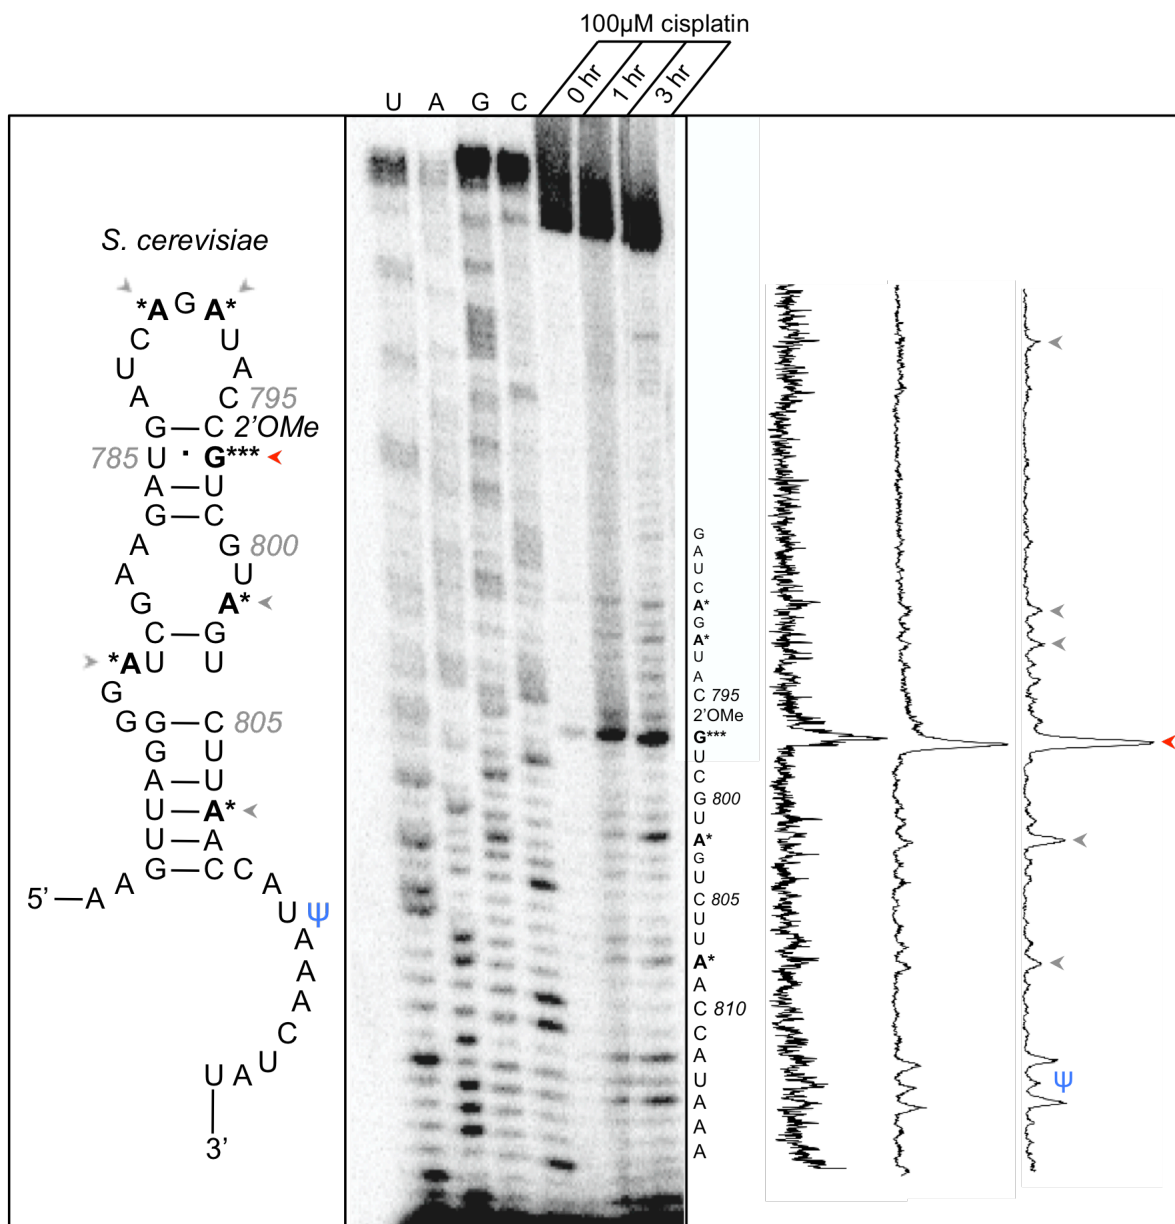 100µM cisplatin
U A G C 0 hr 1 hr 3 hr
S. cerevisiae
*A G A*
C U
U A
A C 795
G C 2'OMe
785 U · G***
A U
G C
A G 800
A U
G A*
C G
*A U U
G
G G C 805
G U
A U
U A*
U A
5' A A G C C A
U ψ
A
A
A
C
U A U
3'
G
A
U
C
A*
G
A*
U
A
C 795
2'OMe
G***
U
C
G 800
U
A*
G
U
C 805
U
U
A*
A
C 810
C
A
U
A
A
A
ψ